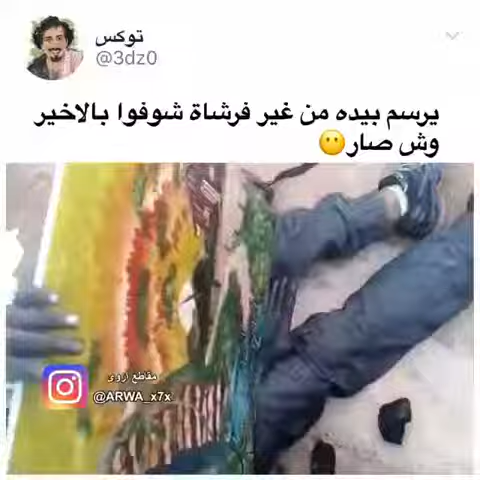 توكس
@3dz0
يرسم بيده من غير فرشاة شوفوا بالاخير
وش صار😶
مقاطع اروى
@ARWA_x7x